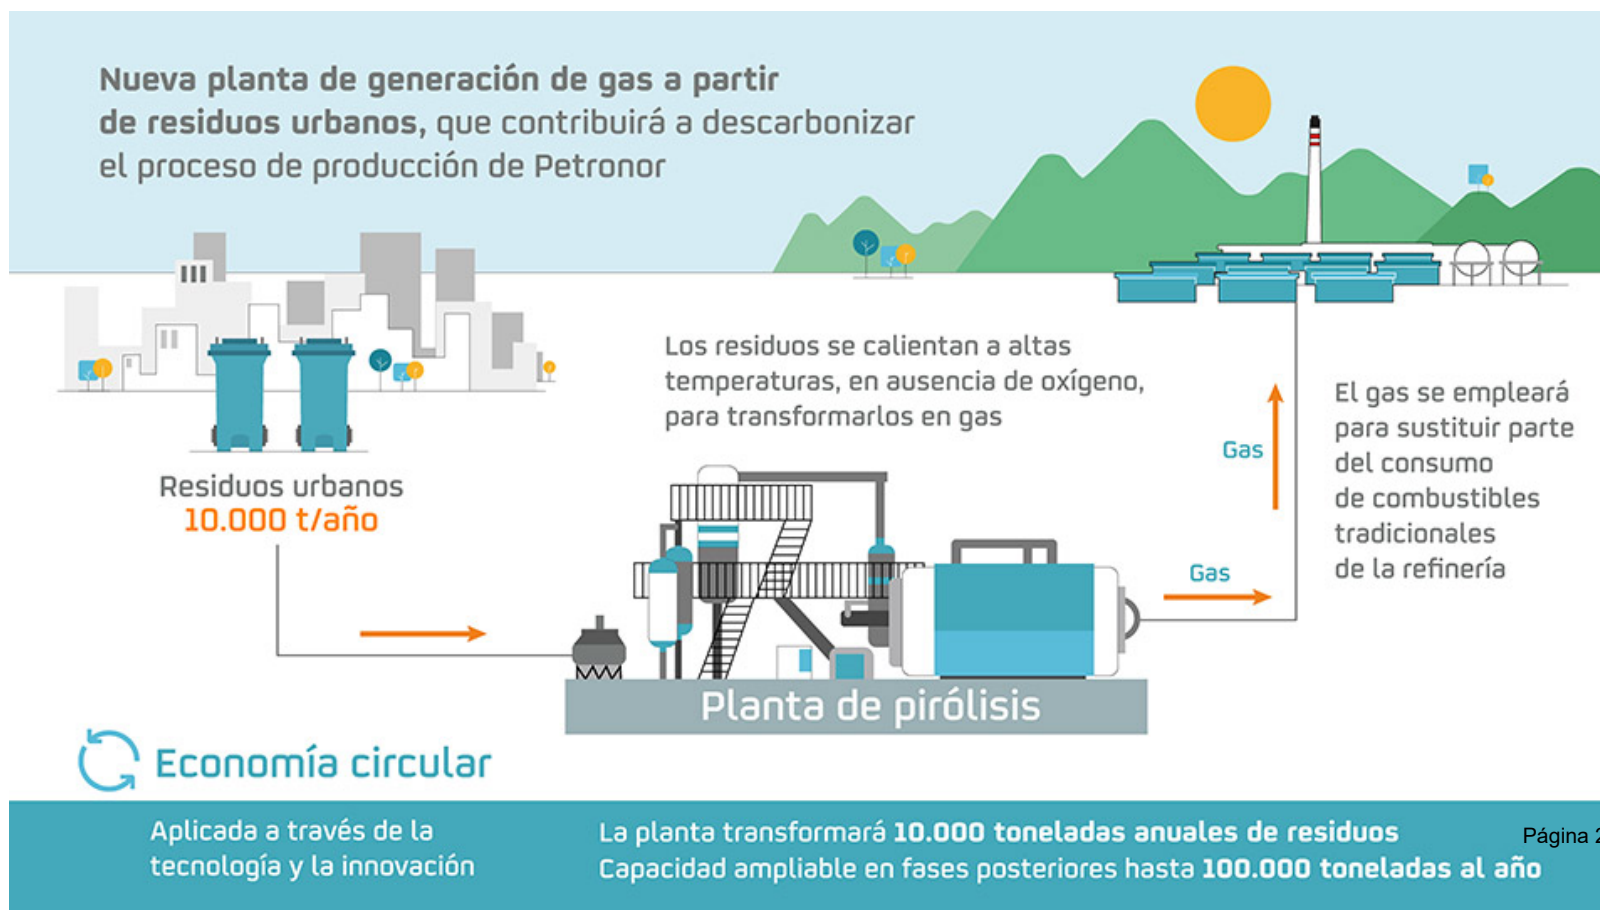 Nueva planta de generación de gas a partir
de residuos urbanos, que contribuirá a descarbonizar
el proceso de producción de Petronor
Los residuos se calientan a altas
temperaturas, en ausencia de oxígeno,
para transformarlos en gas
El gas se empleará
para sustituir parte
del consumo
de combustibles
tradicionales
de la refinería
Gas
Gas
Residuos urbanos
10.000 t/año
Planta de pirólisis
Economía circular
Aplicada a través de la
tecnología y la innovación
La planta transformará 10.000 toneladas anuales de residuos
Capacidad ampliable en fases posteriores hasta 100.000 toneladas al año
Página 2